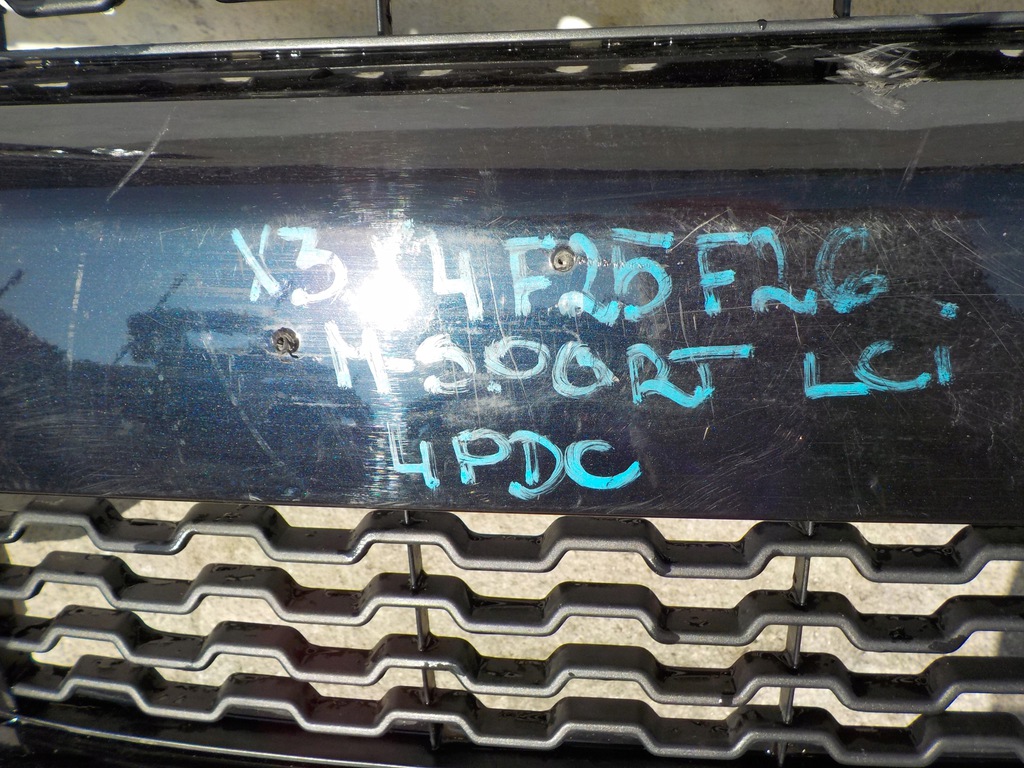 X3 X4 F25 F26.
M-SPORT LCI
4PDC